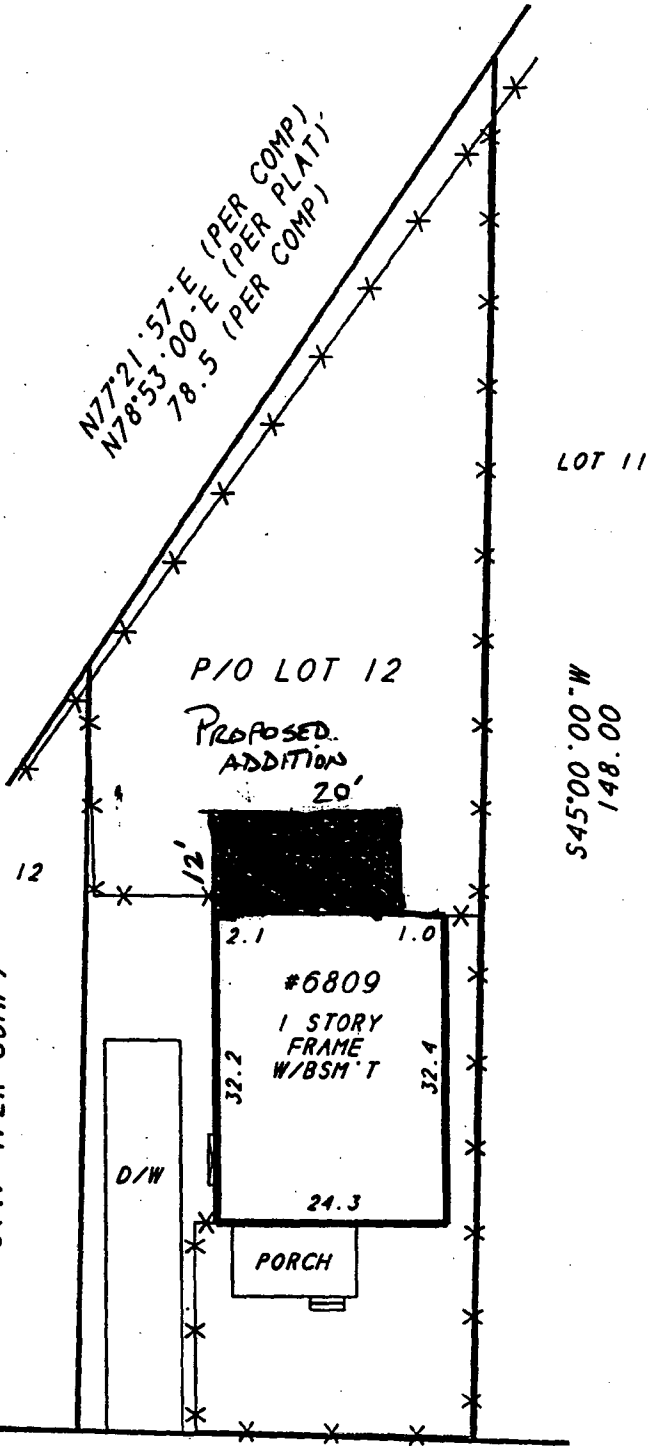 N77°21'57"E (PER COMP)
N78°53'00"E (PER PLAT)
78.5 (PER COMP)
LOT 11
P/O LOT 12
PROPOSED
ADDITION
20'
12'
S45°00'00"W
148.00
12
2.1
1.0
#6809
1 STORY
FRAME
W/BSM'T
32.2
32.4
24.3
D/W
PORCH